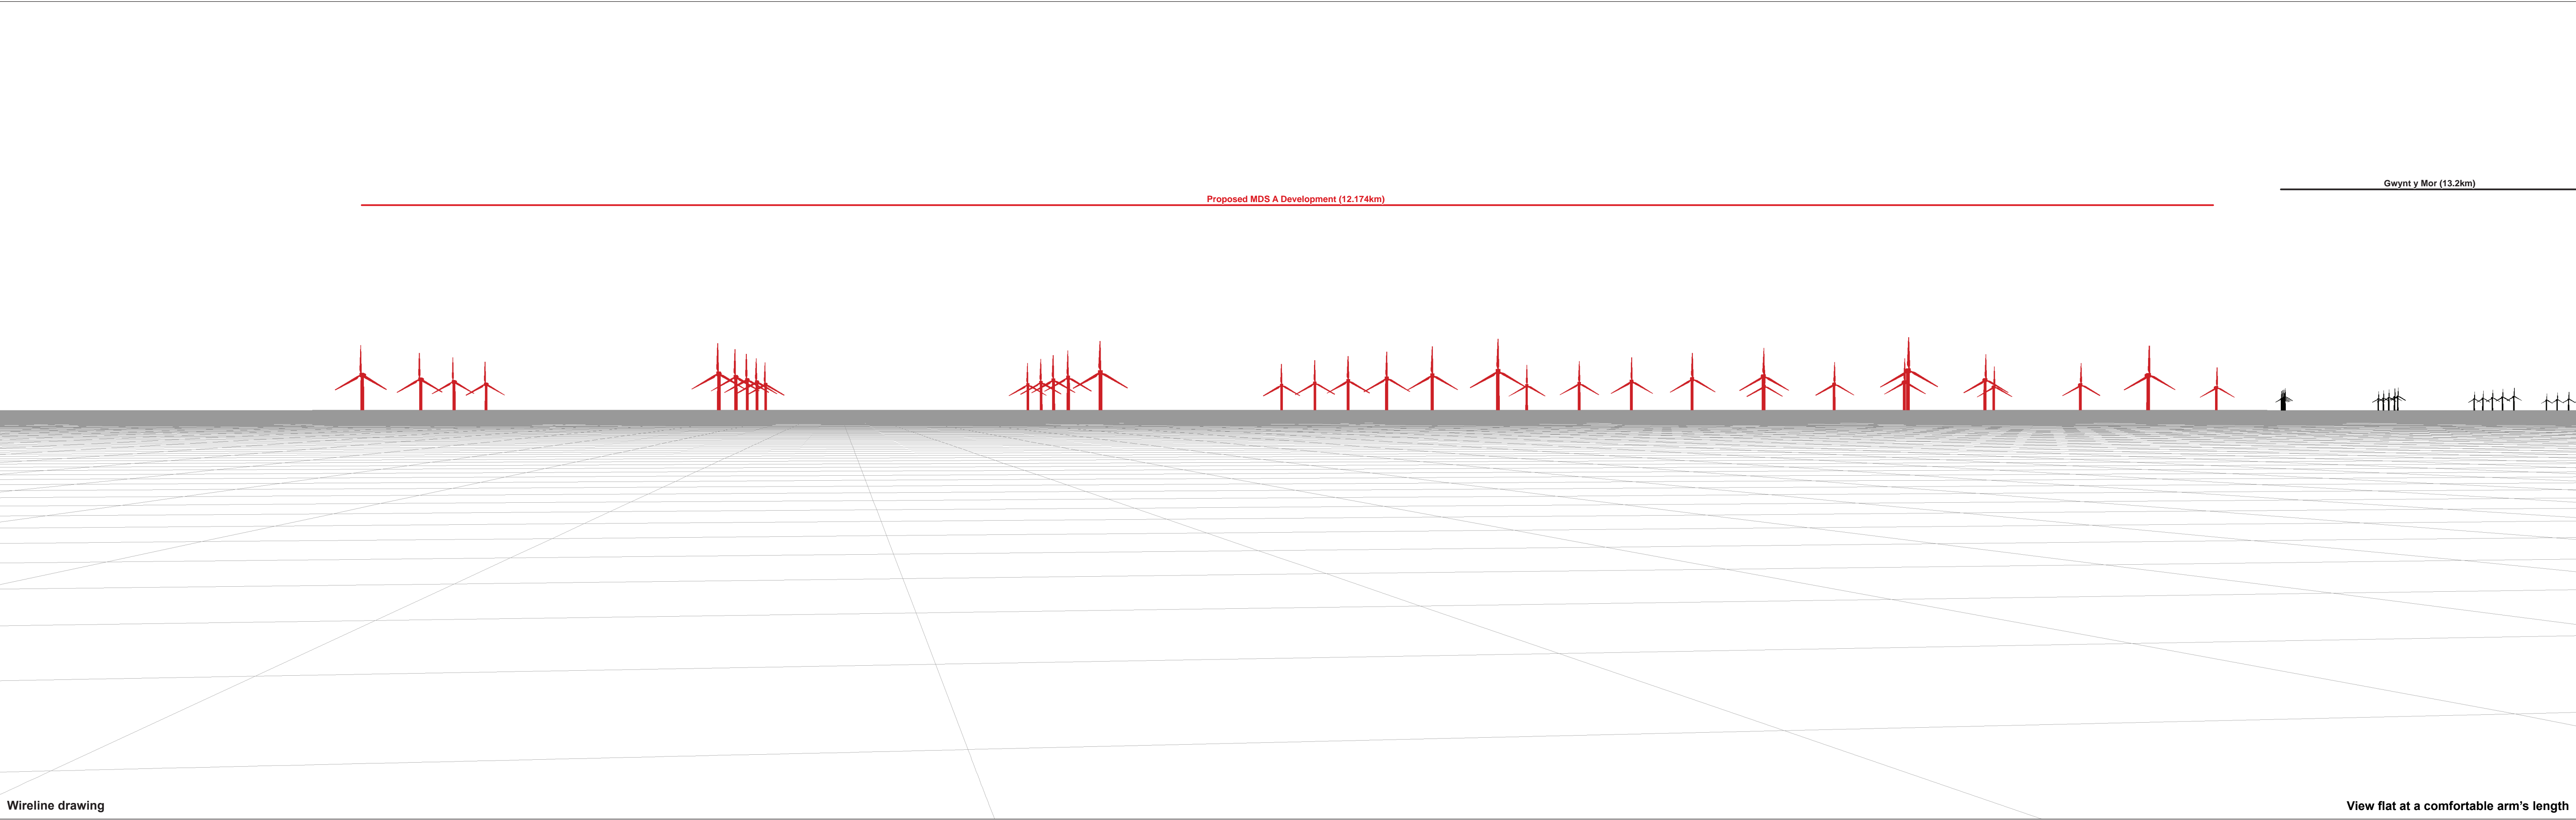 Gwynt y Mor (13.2km)
Proposed MDS A Development (12.174km)
Wireline drawing
View flat at a comfortable arm's length